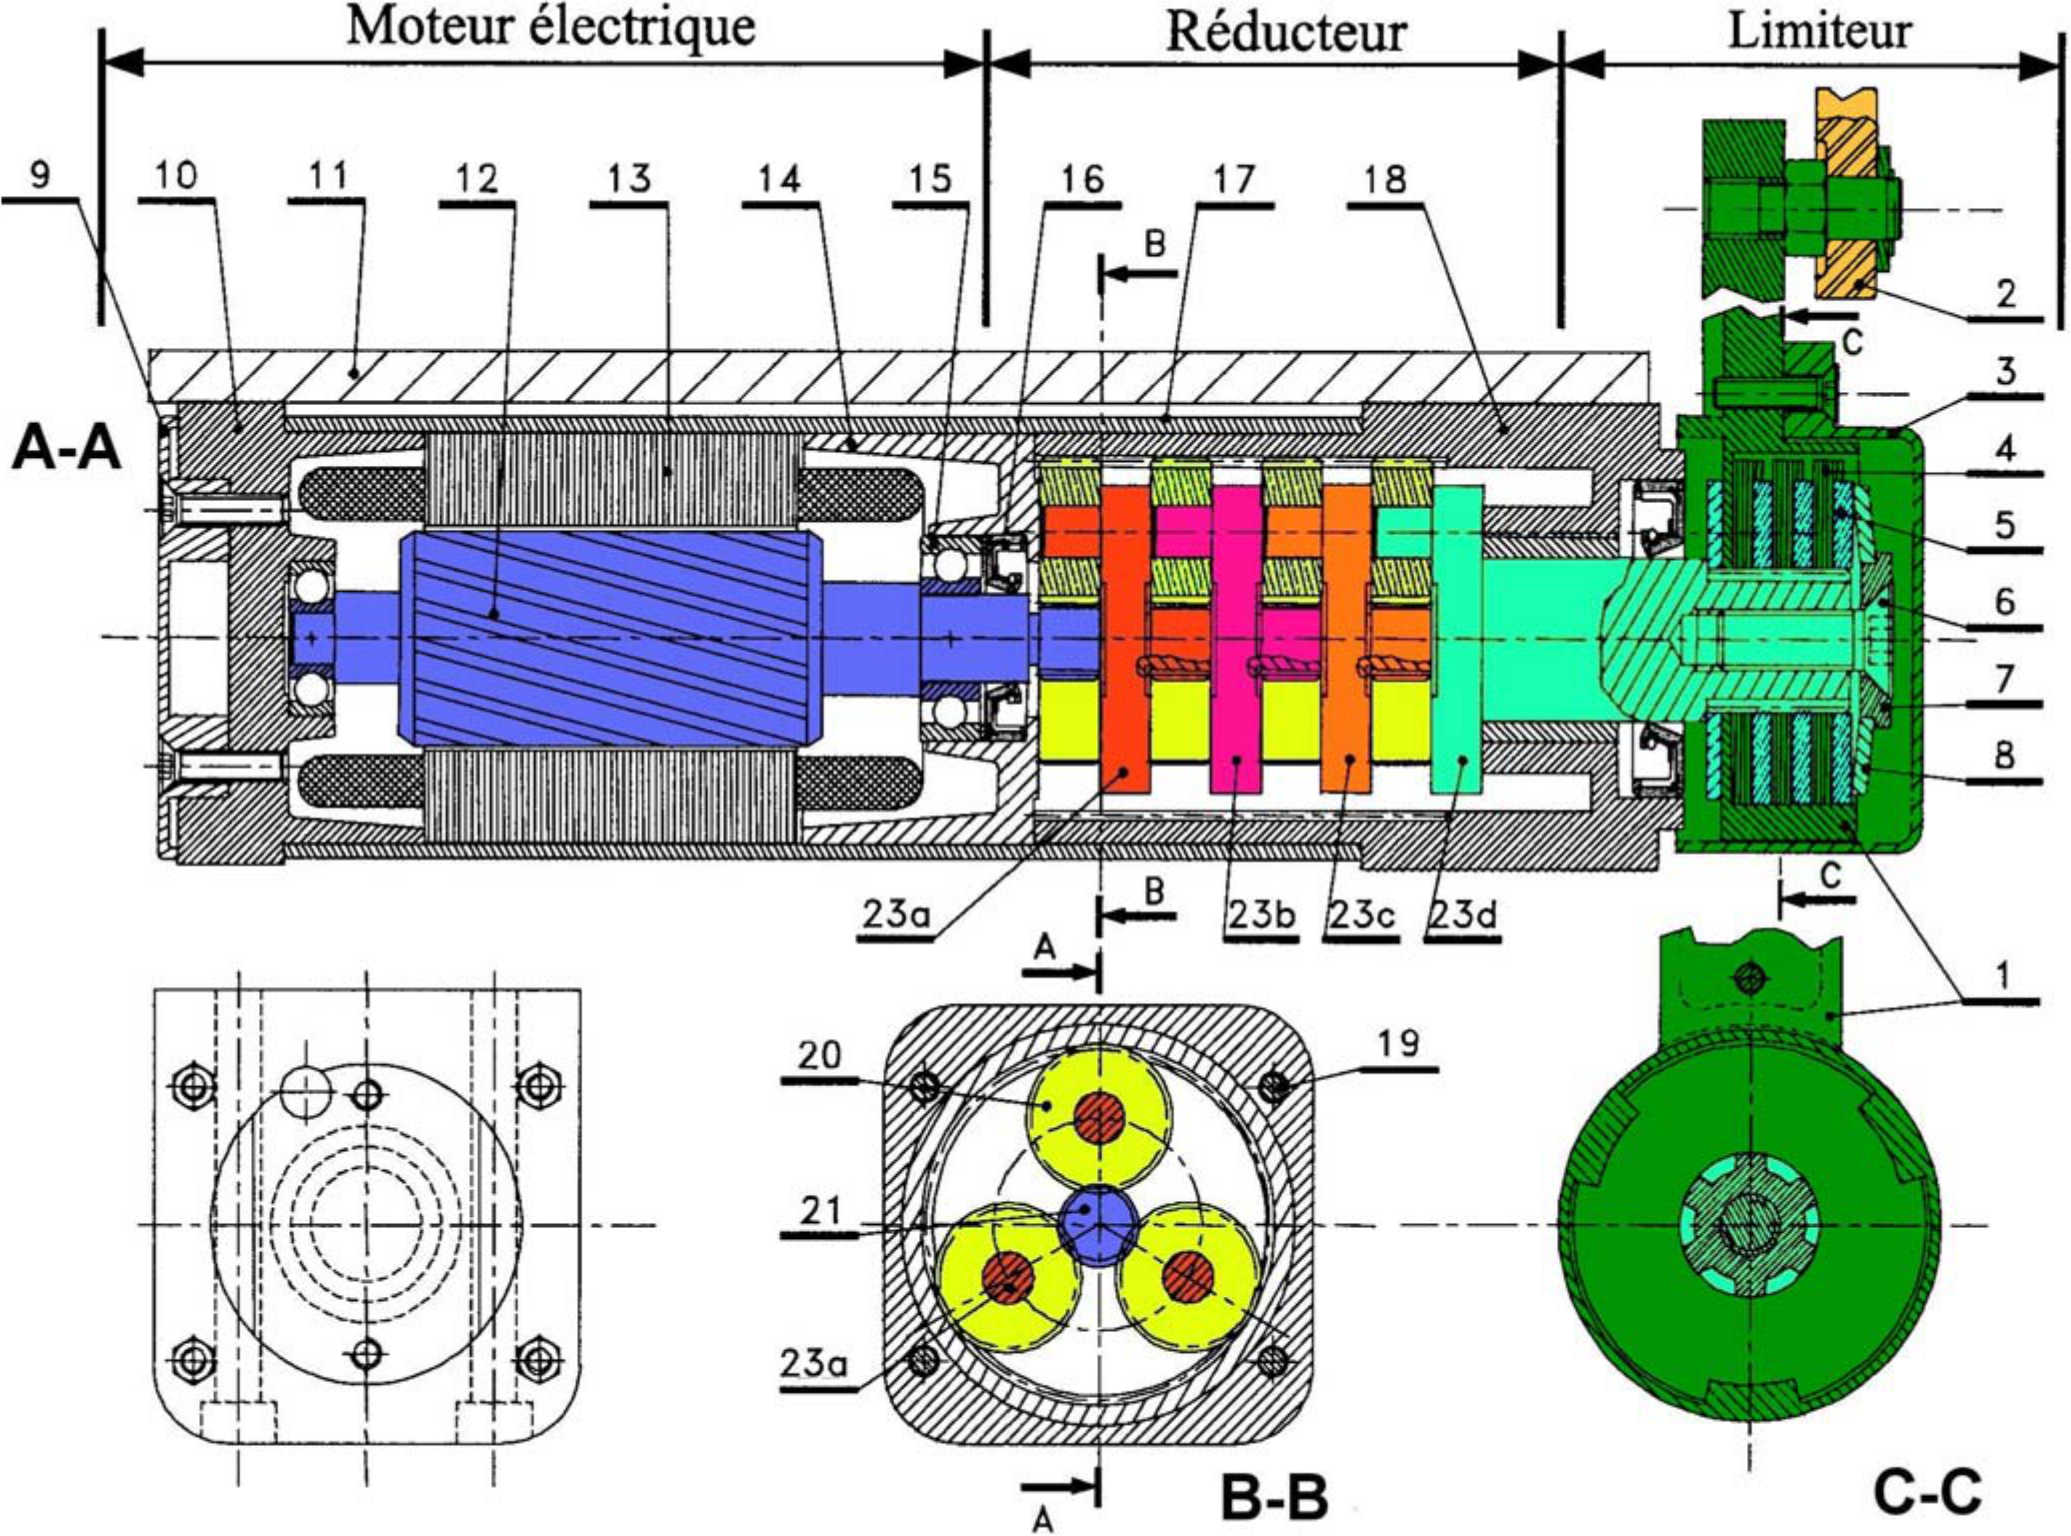 Moteur électrique Réducteur Limiteur
9 10 11 12 13 14 15 16 17 18
B
2
C
3
A-A
4
5
6
7
8
23a B 23b 23c 23d C
A
1
20 19
21
23a
A B-B C-C